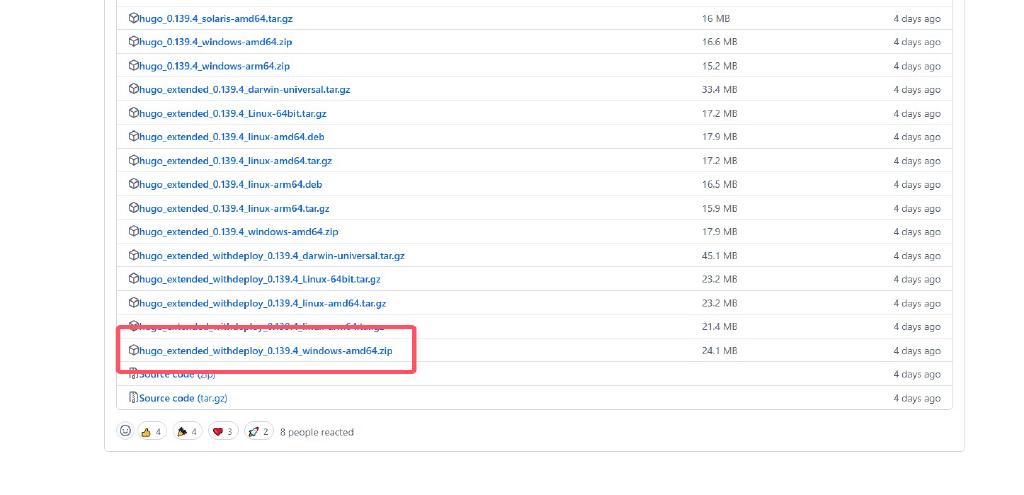 hugo_0.139.4_solaris-amd64.tar.gz 16 MB 4 days ago
hugo_0.139.4_windows-amd64.zip 16.6 MB 4 days ago
hugo_0.139.4_windows-arm64.zip 15.2 MB 4 days ago
hugo_extended_0.139.4_darwin-universal.tar.gz 33.4 MB 4 days ago
hugo_extended_0.139.4_Linux-64bit.tar.gz 17.2 MB 4 days ago
hugo_extended_0.139.4_linux-amd64.deb 17.9 MB 4 days ago
hugo_extended_0.139.4_linux-amd64.tar.gz 17.2 MB 4 days ago
hugo_extended_0.139.4_linux-arm64.deb 16.5 MB 4 days ago
hugo_extended_0.139.4_linux-arm64.tar.gz 15.9 MB 4 days ago
hugo_extended_0.139.4_windows-amd64.zip 17.9 MB 4 days ago
hugo_extended_withdeploy_0.139.4_darwin-universal.tar.gz 45.1 MB 4 days ago
hugo_extended_withdeploy_0.139.4_Linux-64bit.tar.gz 23.2 MB 4 days ago
hugo_extended_withdeploy_0.139.4_linux-amd64.tar.gz 23.2 MB 4 days ago
hugo_extended_withdeploy_0.139.4_linux-arm64.tar.gz 21.4 MB 4 days ago
hugo_extended_withdeploy_0.139.4_windows-amd64.zip 24.1 MB 4 days ago
Source code (zip) 4 days ago
Source code (tar.gz) 4 days ago
4 4 3 2 8 people reacted